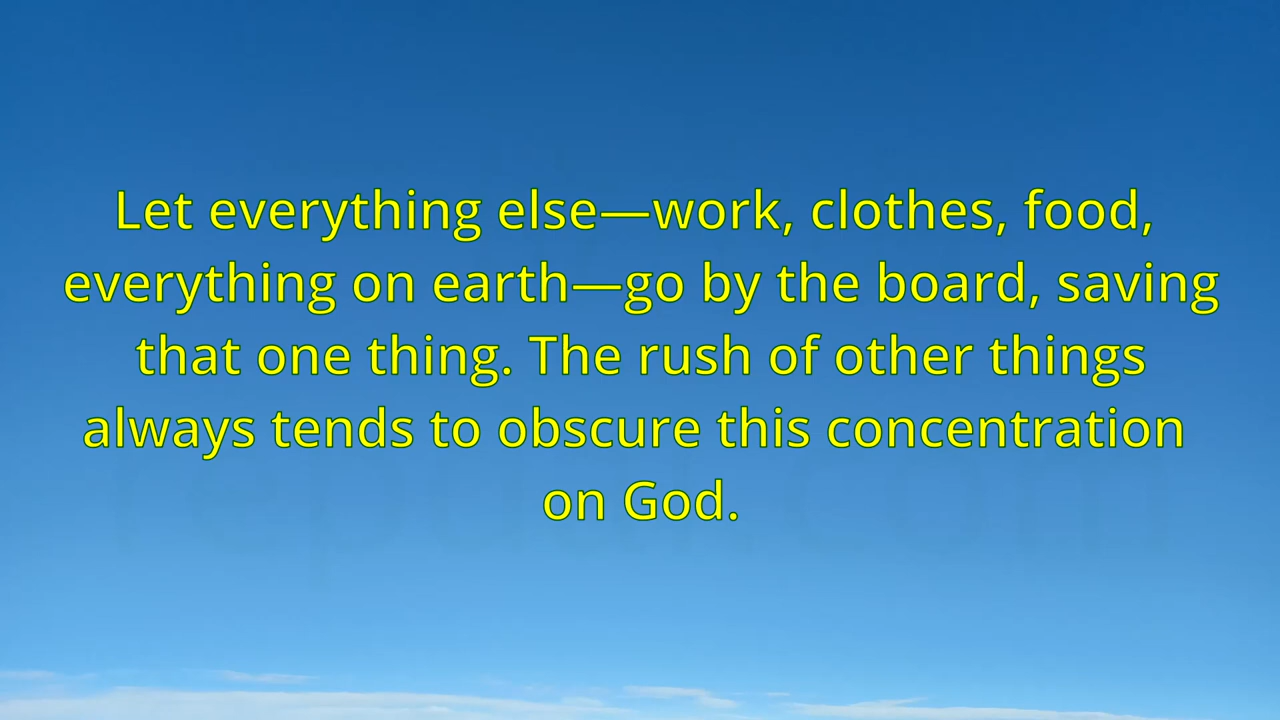 Let everything else—work, clothes, food,
everything on earth—go by the board, saving
that one thing. The rush of other things
always tends to obscure this concentration
on God.